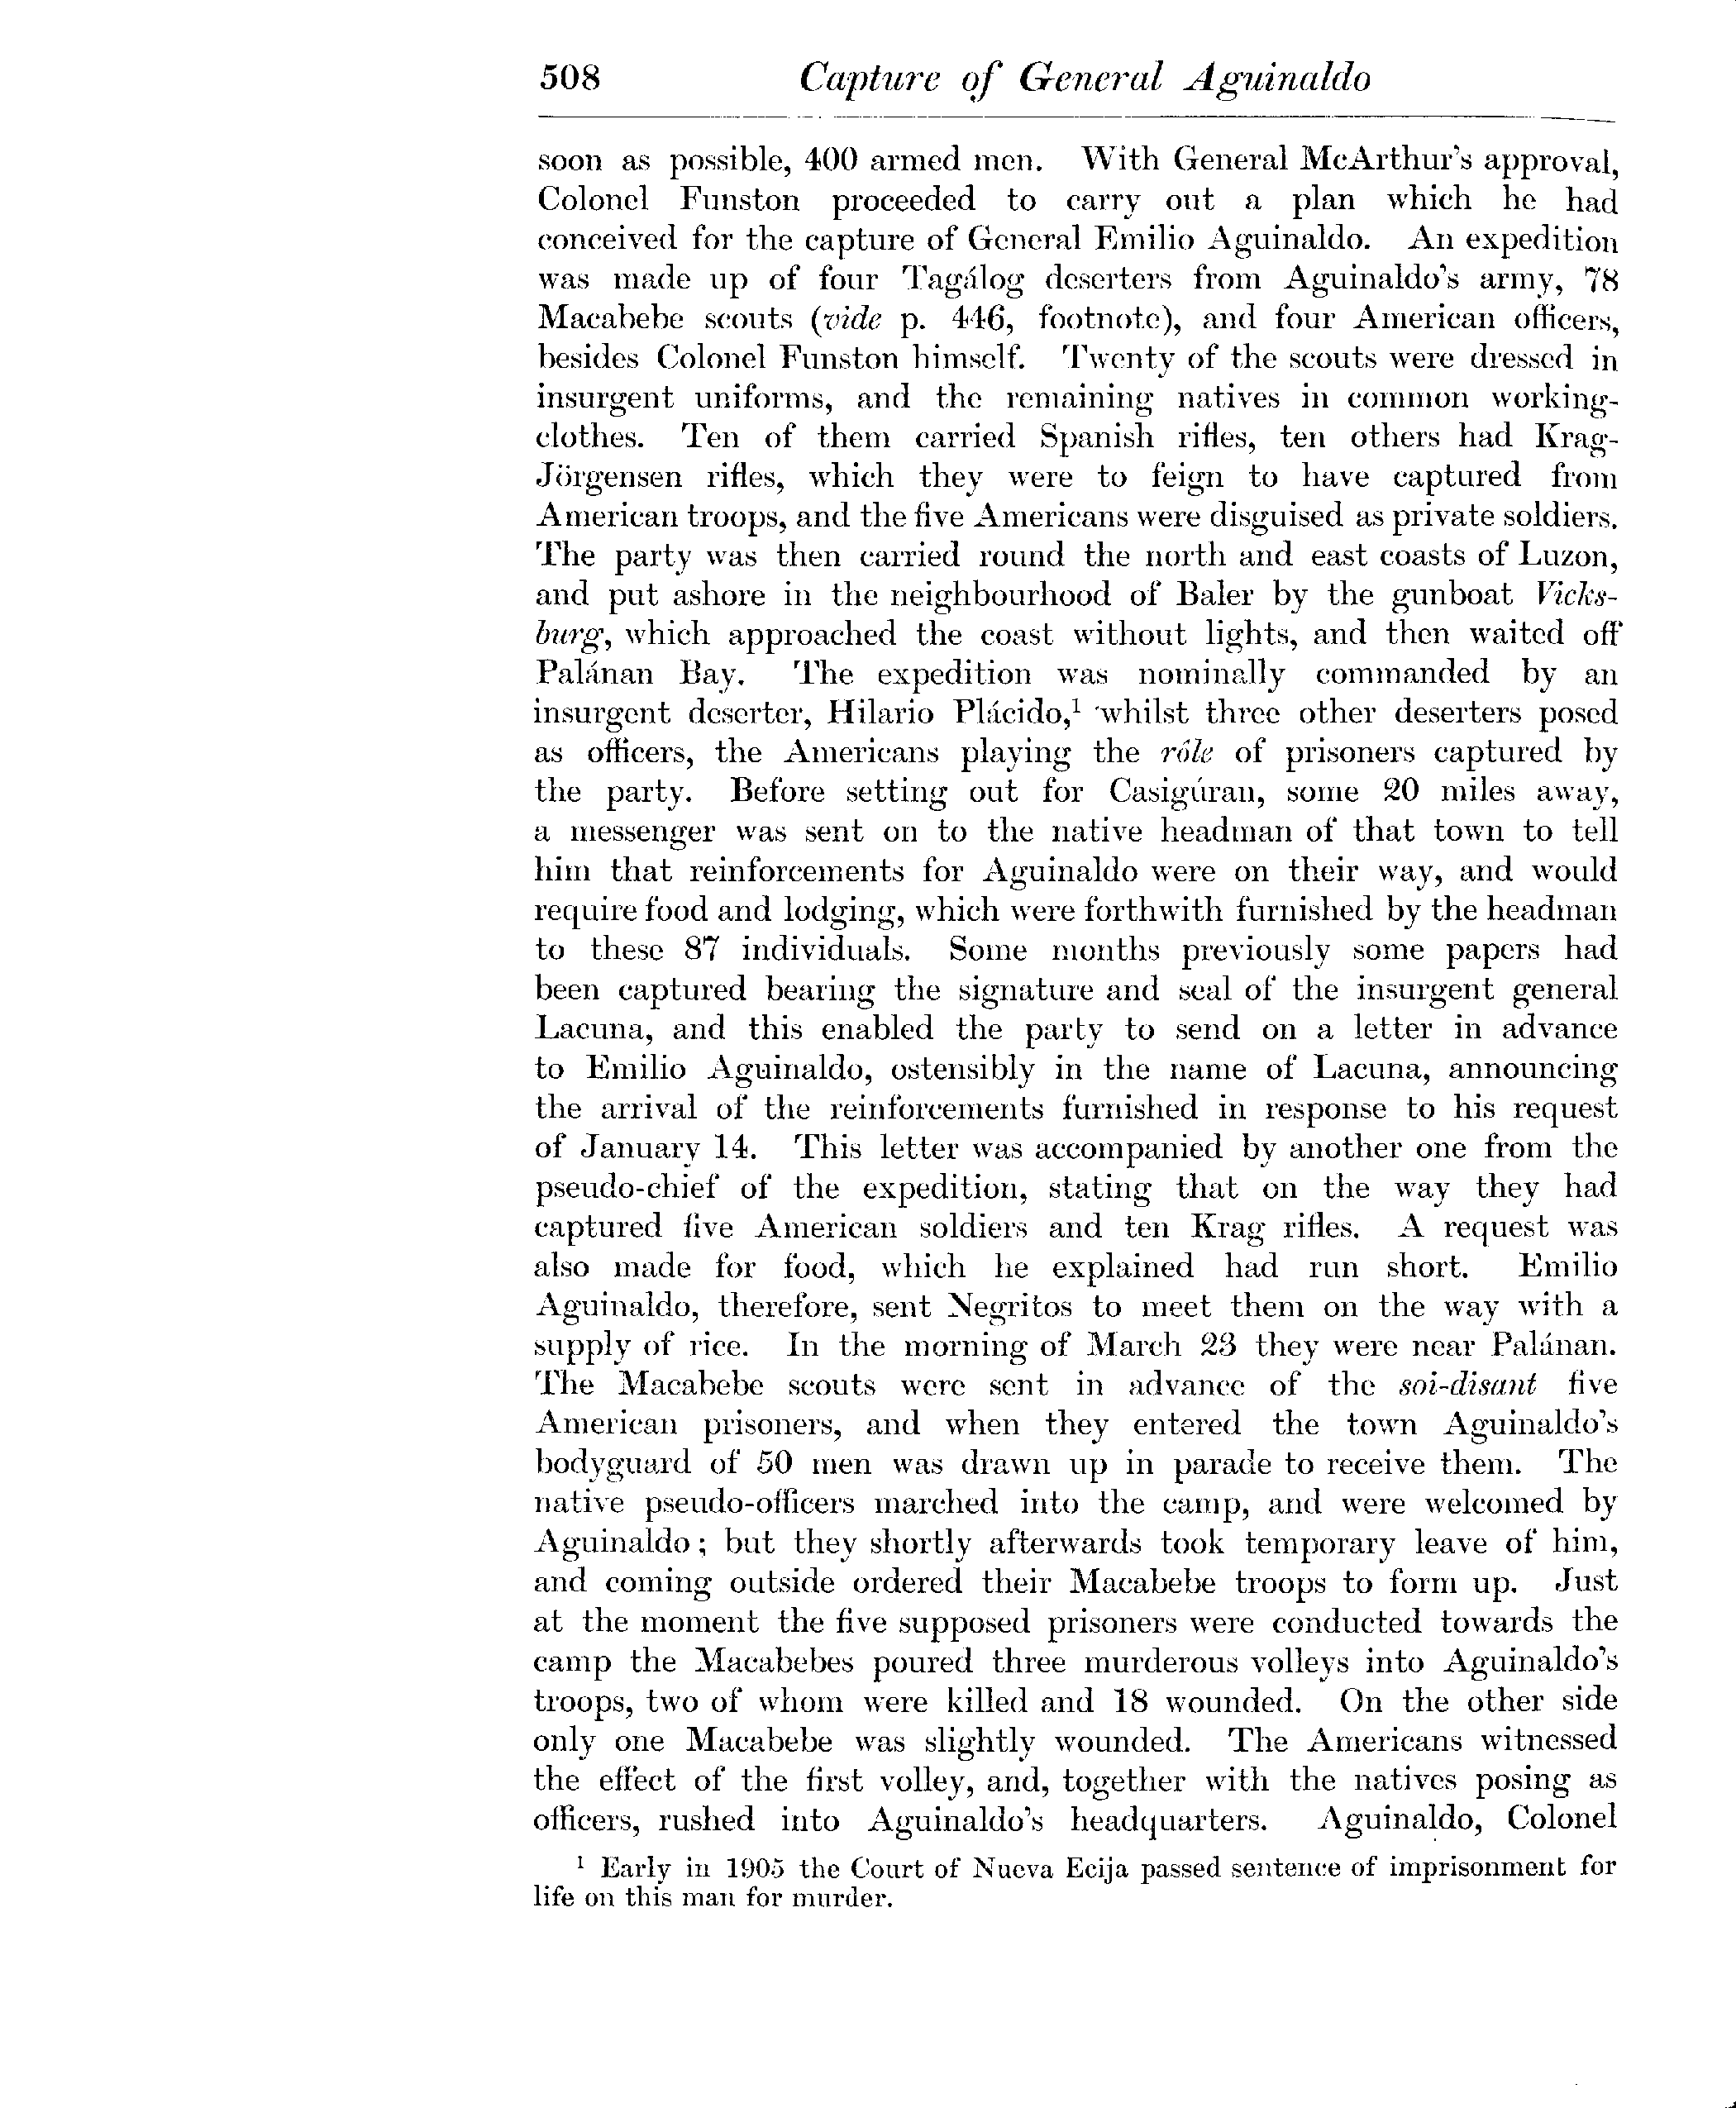 508 Capture of General Aguinaldo
soon as possible, 400 armed men. With General McArthur's approval,
Colonel Funston proceeded to carry out a plan which he had
conceived for the capture of General Emilio Aguinaldo. An expedition
was made up of four Tagálog deserters from Aguinaldo's army, 78
Macabebe scouts (vide p. 446, footnote), and four American officers,
besides Colonel Funston himself. Twenty of the scouts were dressed in
insurgent uniforms, and the remaining natives in common working-
clothes. Ten of them carried Spanish rifles, ten others had Krag-
Jörgensen rifles, which they were to feign to have captured from
American troops, and the five Americans were disguised as private soldiers.
The party was then carried round the north and east coasts of Luzon,
and put ashore in the neighbourhood of Baler by the gunboat Vicks-
burg, which approached the coast without lights, and then waited off
Palánan Bay. The expedition was nominally commanded by an
insurgent deserter, Hilario Plácido,¹ whilst three other deserters posed
as officers, the Americans playing the rôle of prisoners captured by
the party. Before setting out for Casigúran, some 20 miles away,
a messenger was sent on to the native headman of that town to tell
him that reinforcements for Aguinaldo were on their way, and would
require food and lodging, which were forthwith furnished by the headman
to these 87 individuals. Some months previously some papers had
been captured bearing the signature and seal of the insurgent general
Lacuna, and this enabled the party to send on a letter in advance
to Emilio Aguinaldo, ostensibly in the name of Lacuna, announcing
the arrival of the reinforcements furnished in response to his request
of January 14. This letter was accompanied by another one from the
pseudo-chief of the expedition, stating that on the way they had
captured five American soldiers and ten Krag rifles. A request was
also made for food, which he explained had run short. Emilio
Aguinaldo, therefore, sent Negritos to meet them on the way with a
supply of rice. In the morning of March 23 they were near Palánan.
The Macabebe scouts were sent in advance of the soi-disant five
American prisoners, and when they entered the town Aguinaldo's
bodyguard of 50 men was drawn up in parade to receive them. The
native pseudo-officers marched into the camp, and were welcomed by
Aguinaldo; but they shortly afterwards took temporary leave of him,
and coming outside ordered their Macabebe troops to form up. Just
at the moment the five supposed prisoners were conducted towards the
camp the Macabebes poured three murderous volleys into Aguinaldo's
troops, two of whom were killed and 18 wounded. On the other side
only one Macabebe was slightly wounded. The Americans witnessed
the effect of the first volley, and, together with the natives posing as
officers, rushed into Aguinaldo's headquarters. Aguinaldo, Colonel
¹ Early in 1905 the Court of Nueva Ecija passed sentence of imprisonment for
life on this man for murder.